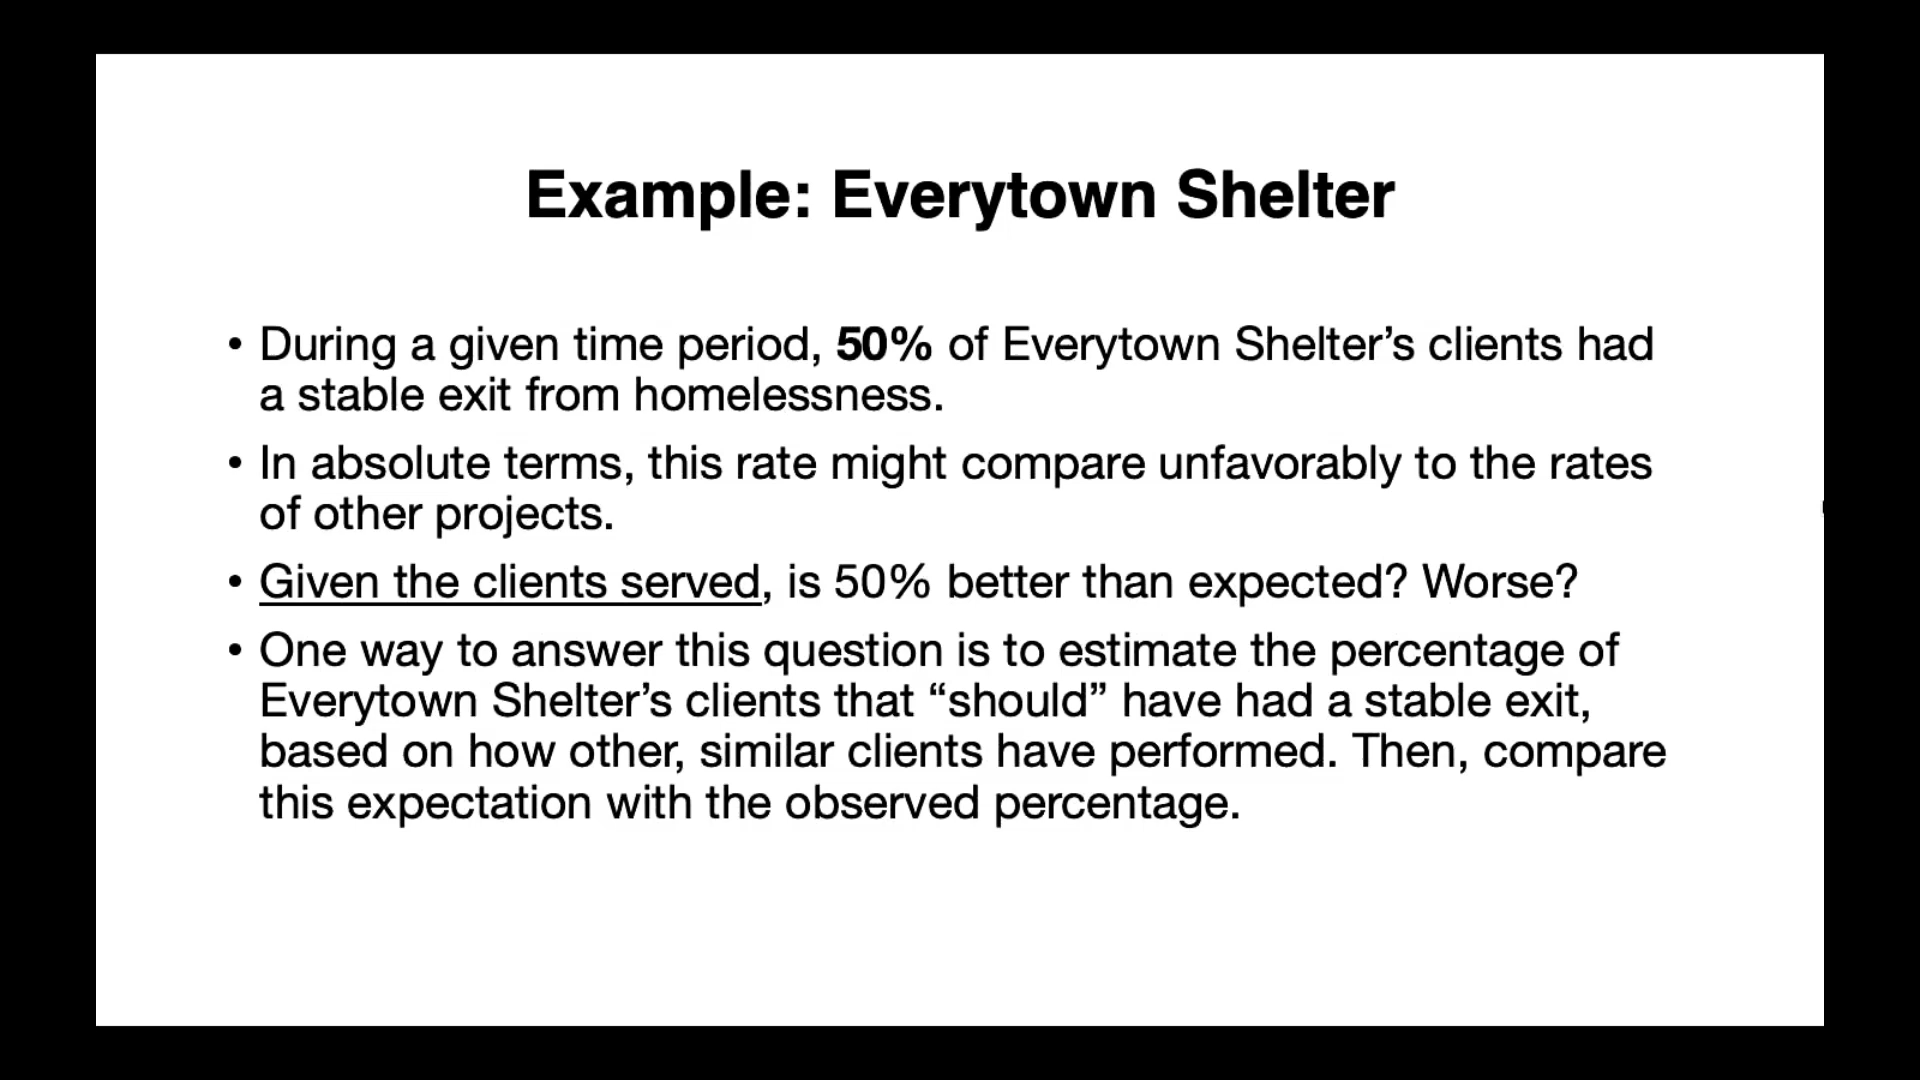 Example: Everytown Shelter
• During a given time period, 50% of Everytown Shelter’s clients had
a stable exit from homelessness.
• In absolute terms, this rate might compare unfavorably to the rates
of other projects.
• Given the clients served, is 50% better than expected? Worse?
• One way to answer this question is to estimate the percentage of
Everytown Shelter’s clients that “should” have had a stable exit,
based on how other, similar clients have performed. Then, compare
this expectation with the observed percentage.